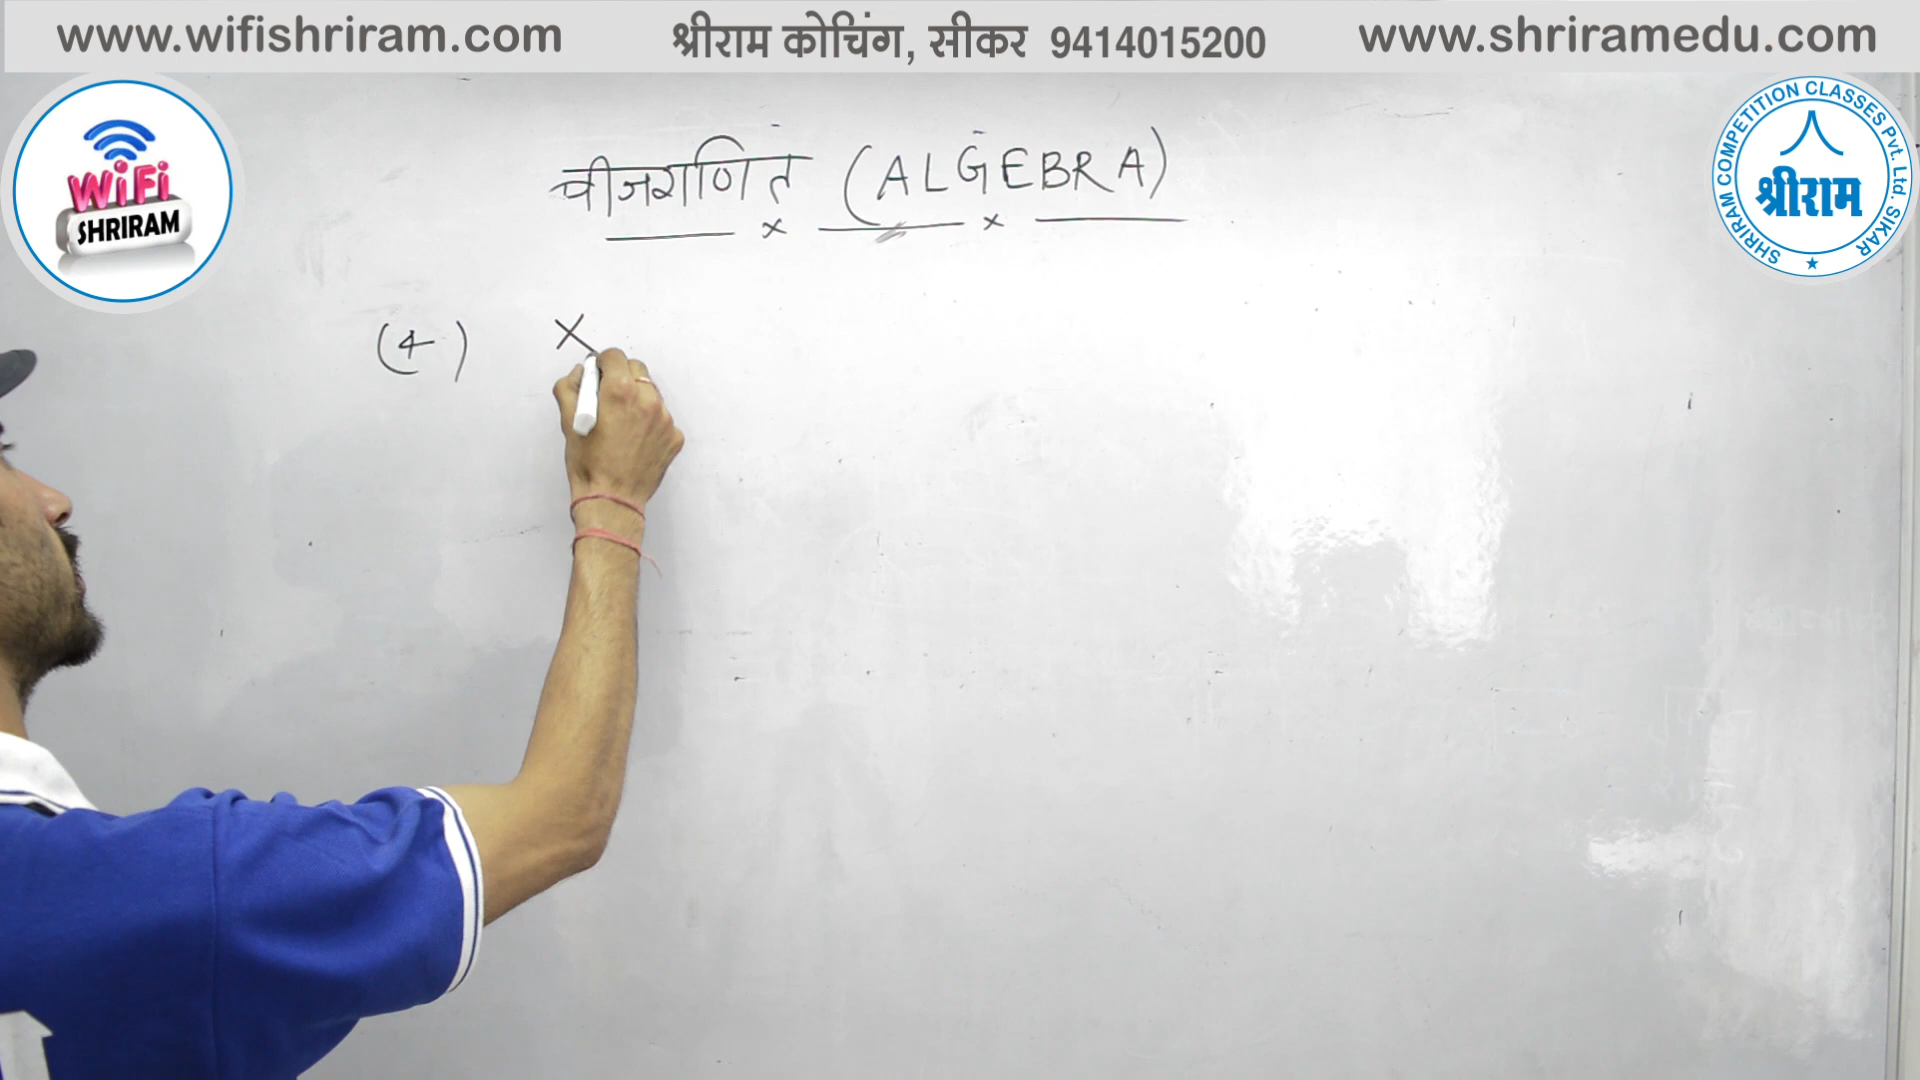 www.wifishriram.com श्रीराम कोचिंग, सीकर 9414015200 www.shriramedu.com
WiFi
SHRIRAM
SHRIRAM COMPETITION CLASSES Pvt. Ltd. SIKAR
श्रीराम
बीजगणित (ALGEBRA)
(4) X